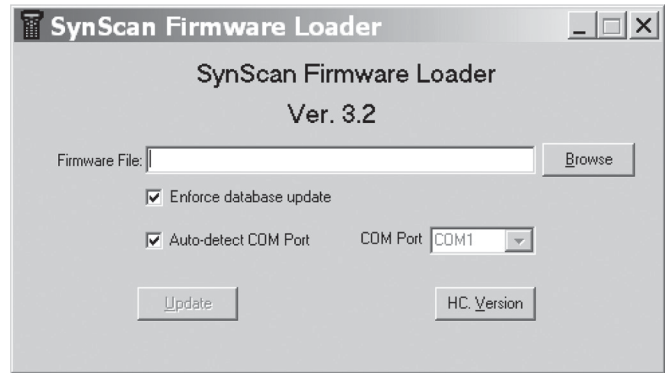 SynScan Firmware Loader
SynScan Firmware Loader
Ver. 3.2
Firmware File: Browse
Enforce database update
Auto-detect COM Port COM Port COM1
Update HC. Version